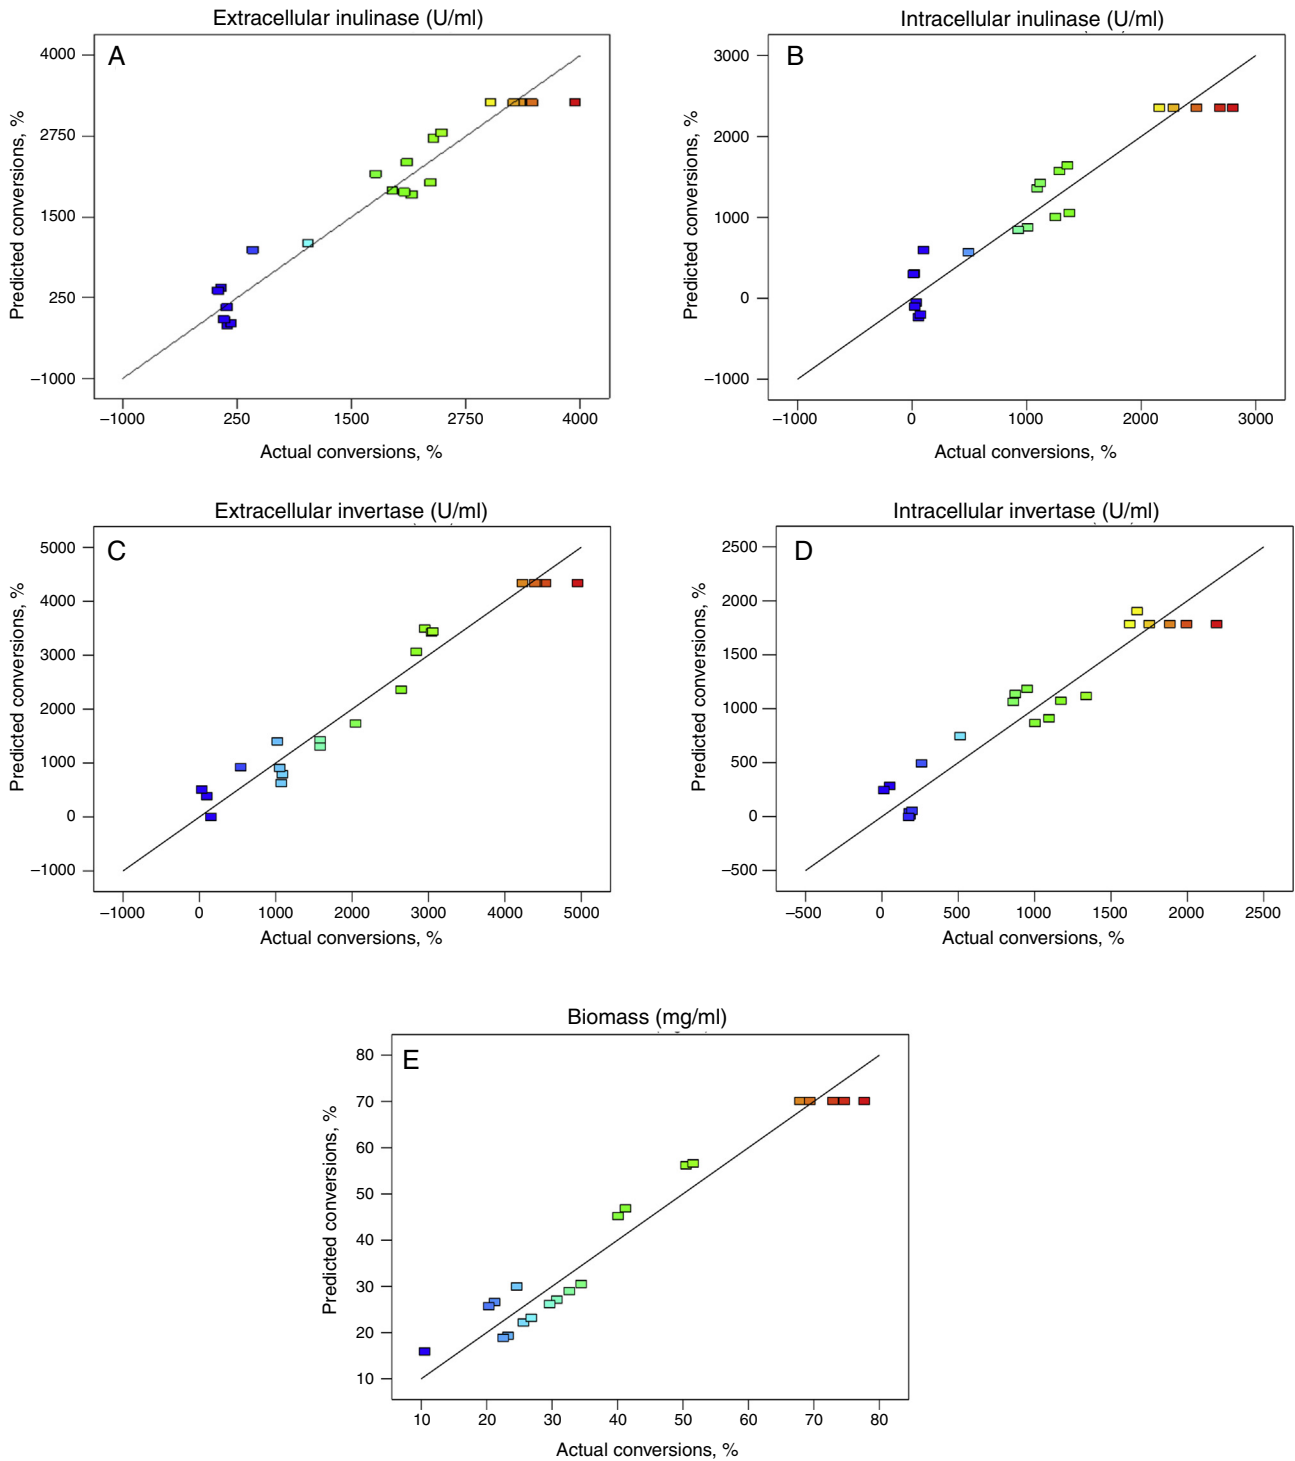 Extracellular inulinase (U/ml)
A
Predicted conversions, %
4000
2750
1500
250
–1000
–1000 250 1500 2750 4000
Actual conversions, %
Intracellular inulinase (U/ml)
B
Predicted conversions, %
3000
2000
1000
0
–1000
–1000 0 1000 2000 3000
Actual conversions, %
Extracellular invertase (U/ml)
C
Predicted conversions, %
5000
4000
3000
2000
1000
0
–1000
–1000 0 1000 2000 3000 4000 5000
Actual conversions, %
Intracellular invertase (U/ml)
D
Predicted conversions, %
2500
2000
1500
1000
500
0
–500
–500 0 500 1000 1500 2000 2500
Actual conversions, %
Biomass (mg/ml)
E
Predicted conversions, %
80
70
60
50
40
30
20
10
10 20 30 40 50 60 70 80
Actual conversions, %